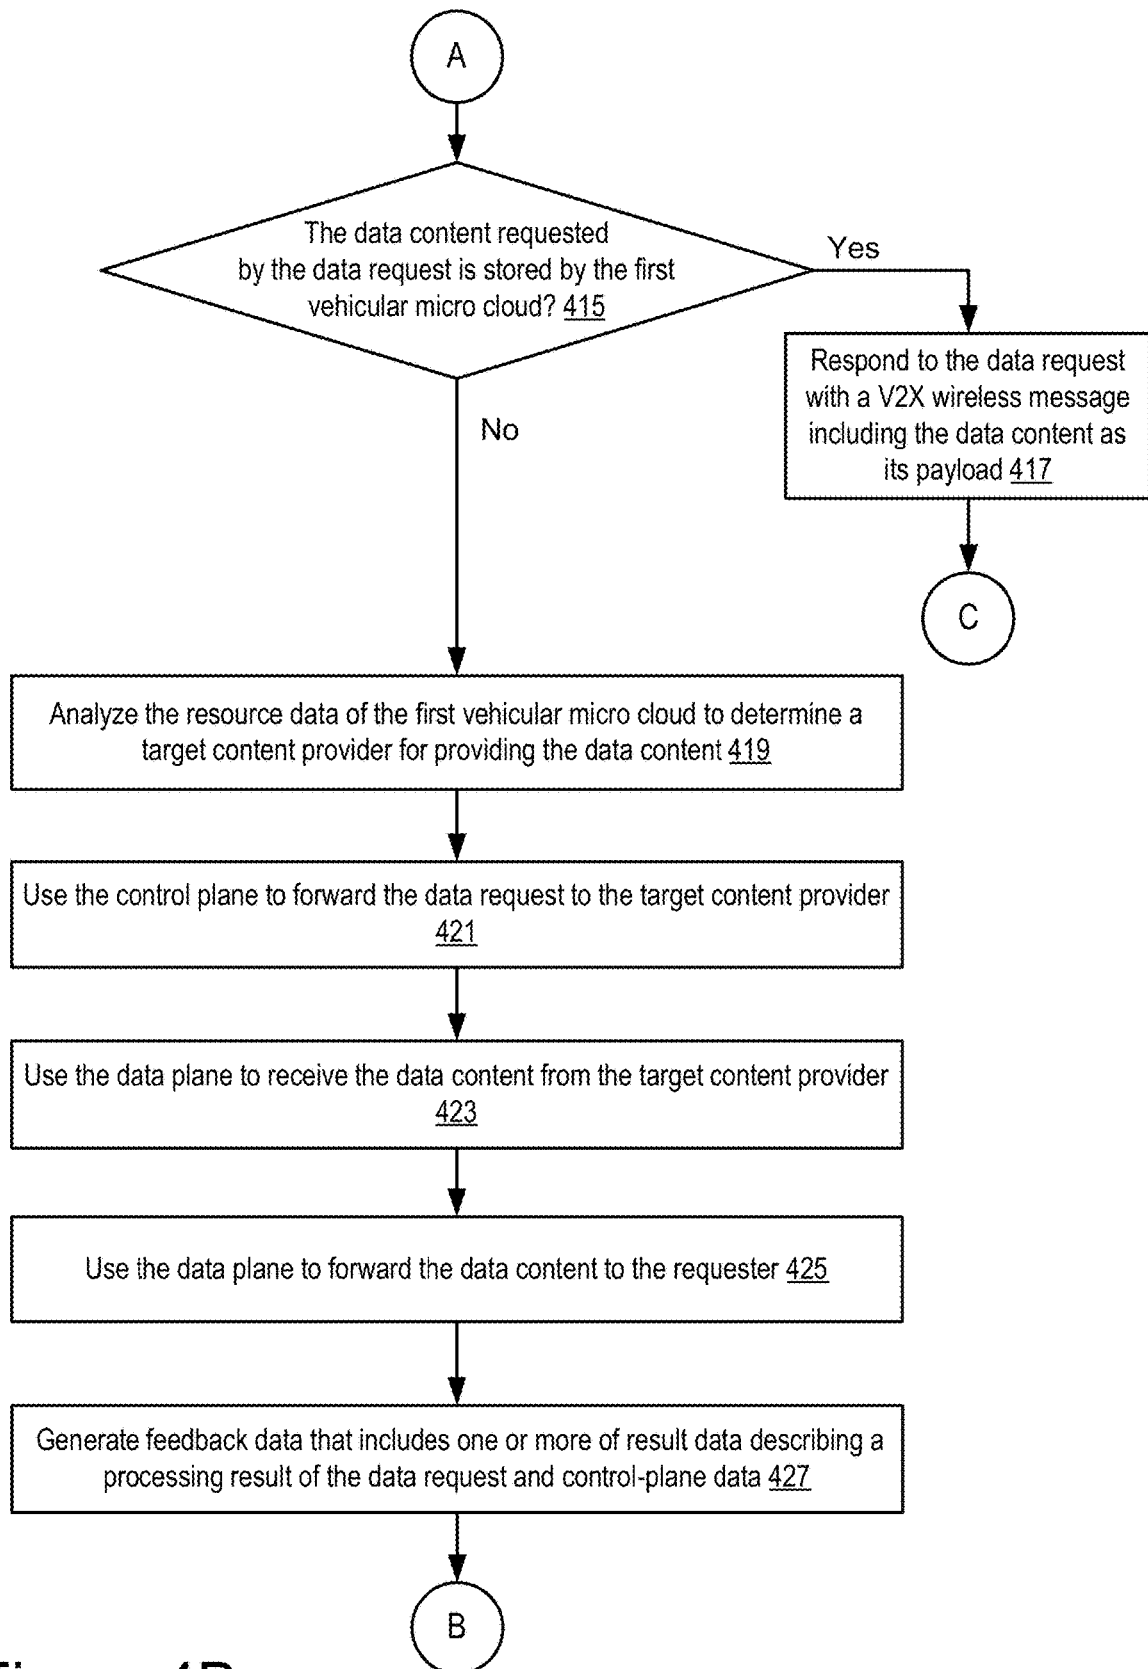 A
The data content requested
by the data request is stored by the first
vehicular micro cloud? 415
Yes
Respond to the data request
with a V2X wireless message
including the data content as
its payload 417
No
C
Analyze the resource data of the first vehicular micro cloud to determine a
target content provider for providing the data content 419
Use the control plane to forward the data request to the target content provider
421
Use the data plane to receive the data content from the target content provider
423
Use the data plane to forward the data content to the requester 425
Generate feedback data that includes one or more of result data describing a
processing result of the data request and control-plane data 427
B